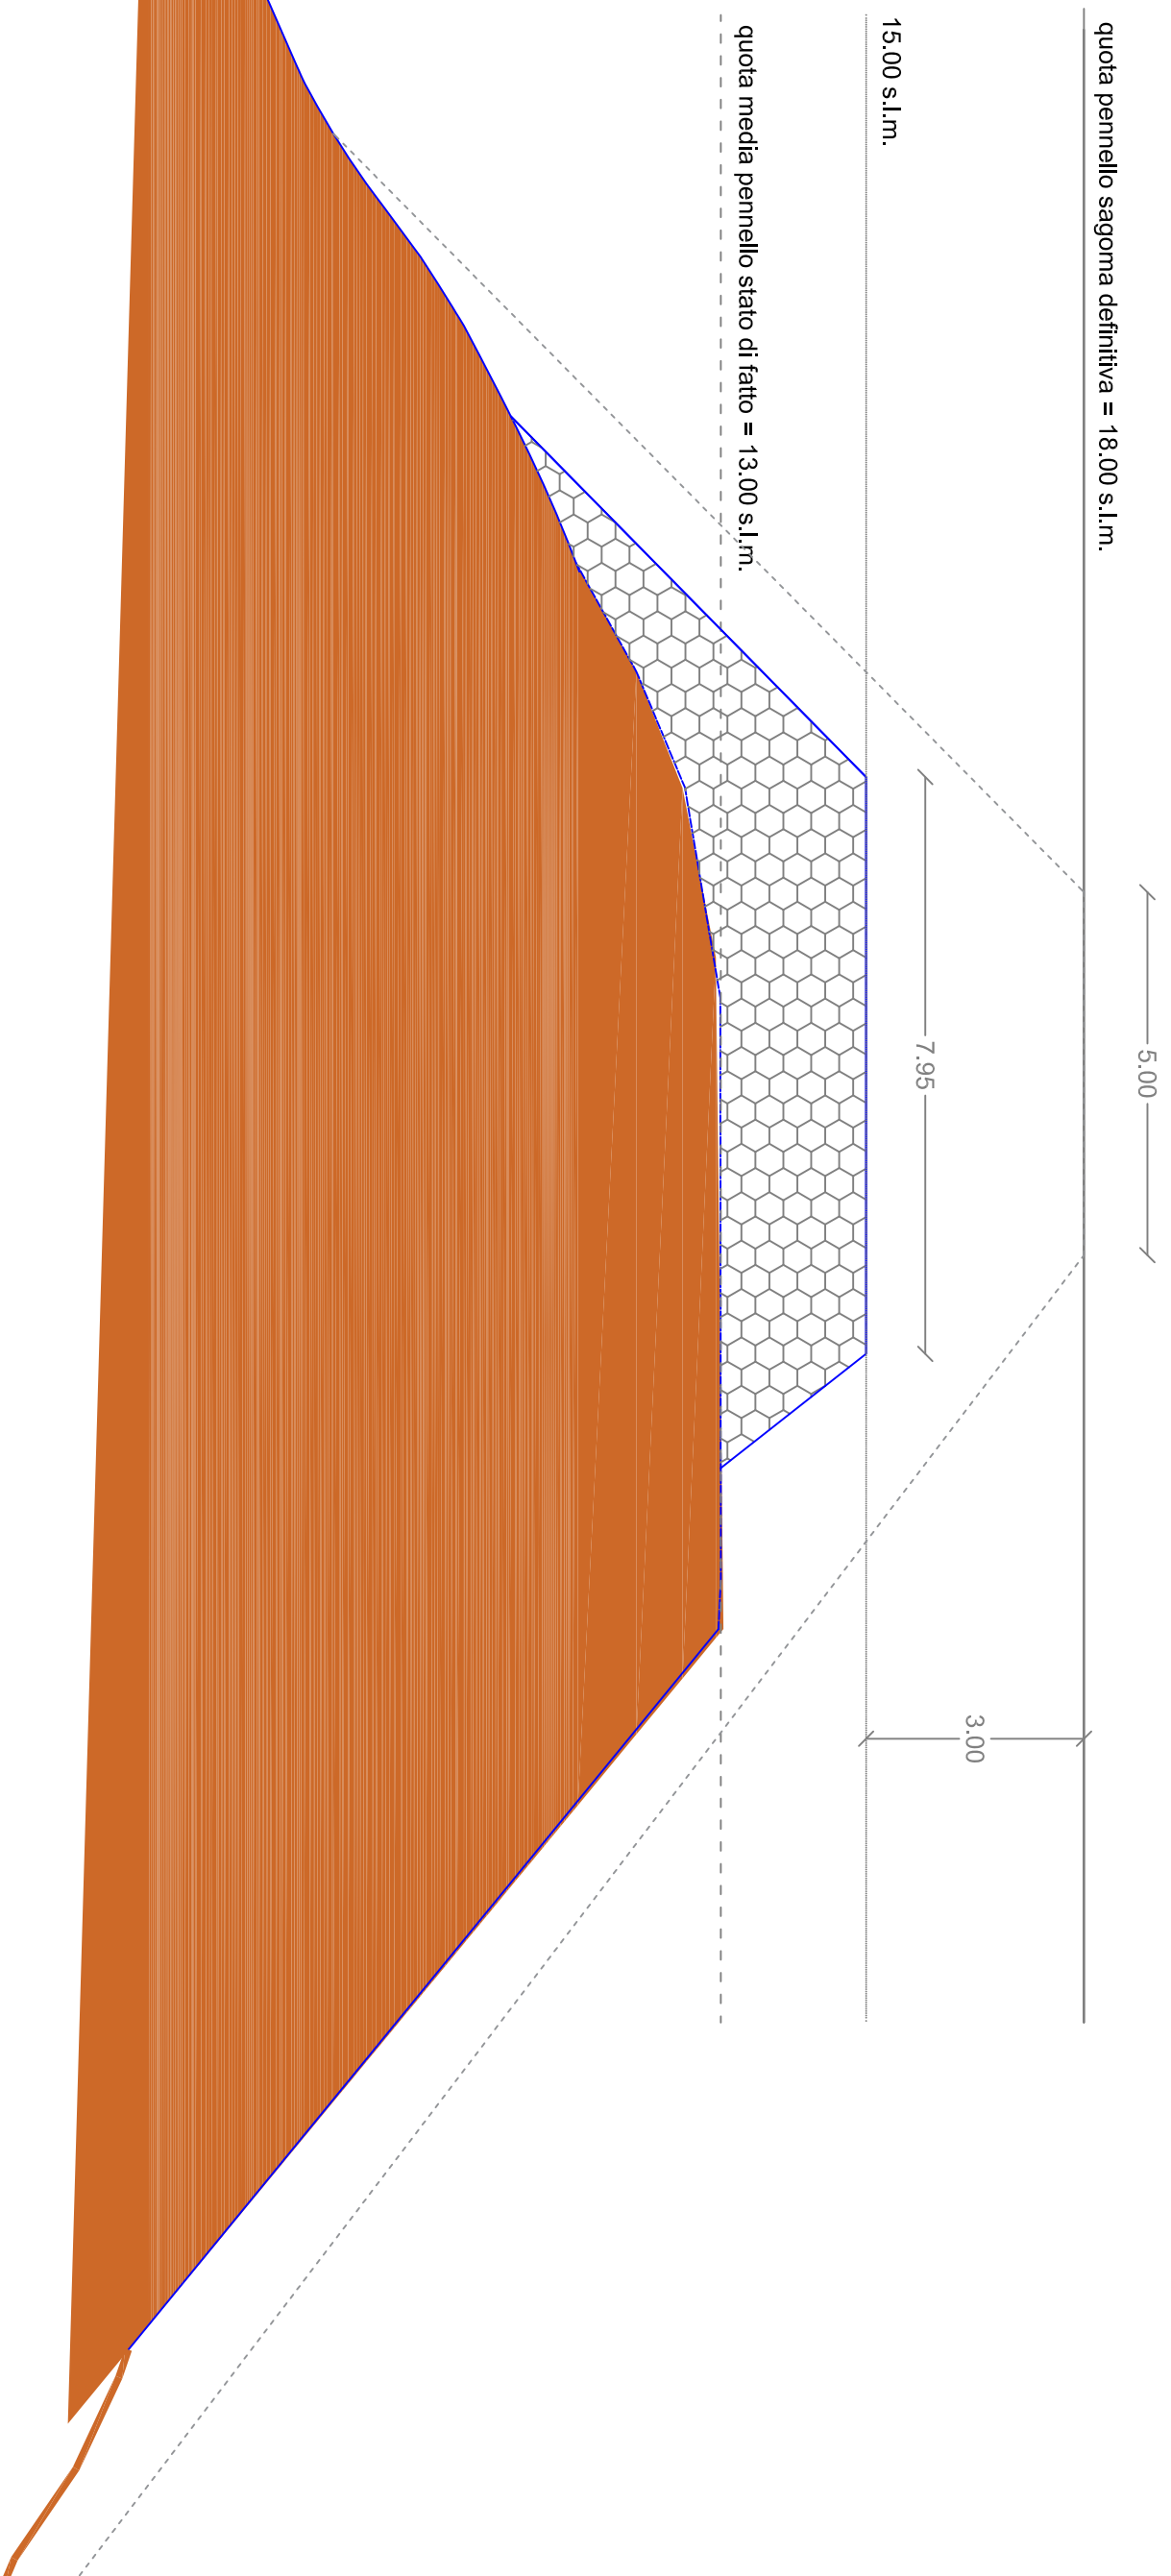 quota pennello sagoma definitiva = 18.00 s.l.m.
15.00 s.l.m.
quota media pennello stato di fatto = 13.00 s.l.m.
5.00
7.95
3.00